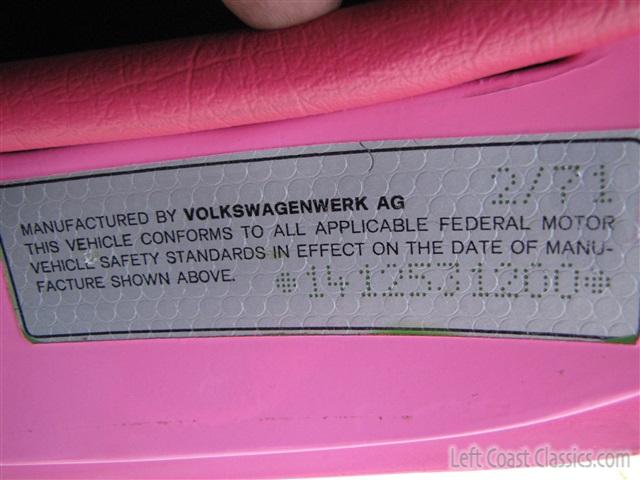 2/71
MANUFACTURED BY VOLKSWAGENWERK AG
THIS VEHICLE CONFORMS TO ALL APPLICABLE FEDERAL MOTOR
VEHICLE SAFETY STANDARDS IN EFFECT ON THE DATE OF MANU-
FACTURE SHOWN ABOVE.
*1412531200*
Left Coast Classics.com